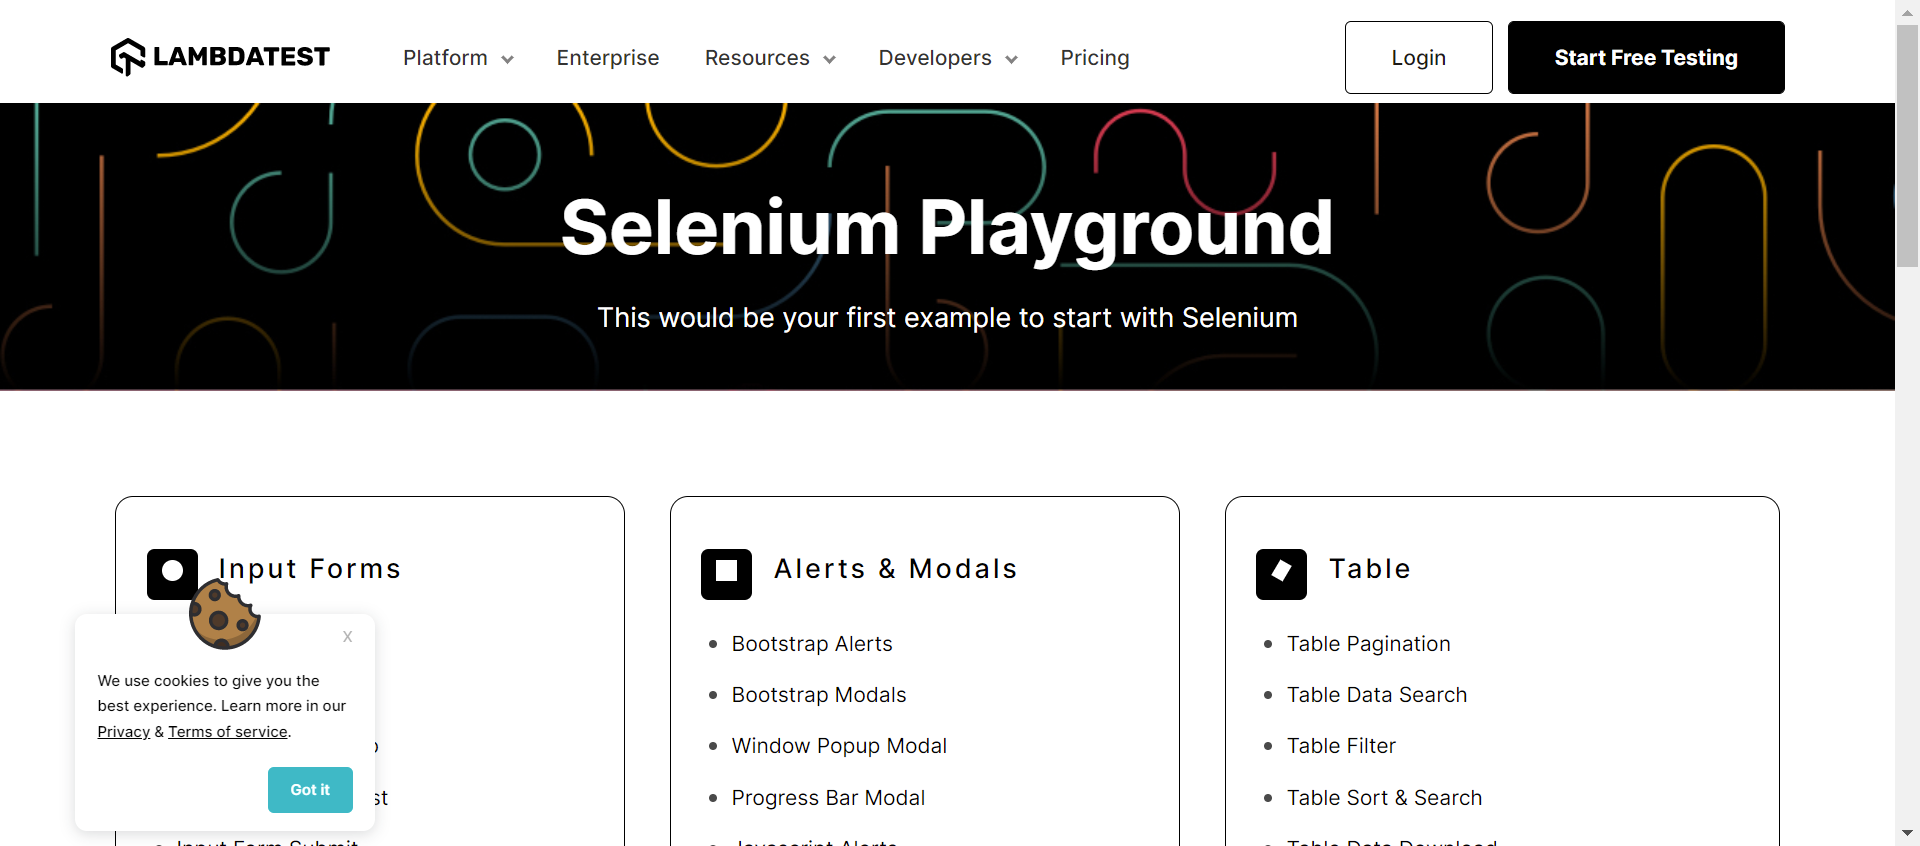 LAMBDATEST
Platform
Enterprise
Resources
Developers
Pricing
Login
Start Free Testing
Selenium Playground
This would be your first example to start with Selenium
Input Forms
Input Form Submit
X
We use cookies to give you the
best experience. Learn more in our
Privacy & Terms of service.
Got it
Alerts & Modals
Bootstrap Alerts
Bootstrap Modals
Window Popup Modal
Progress Bar Modal
Javascript Alerts
Table
Table Pagination
Table Data Search
Table Filter
Table Sort & Search
Table Data Download